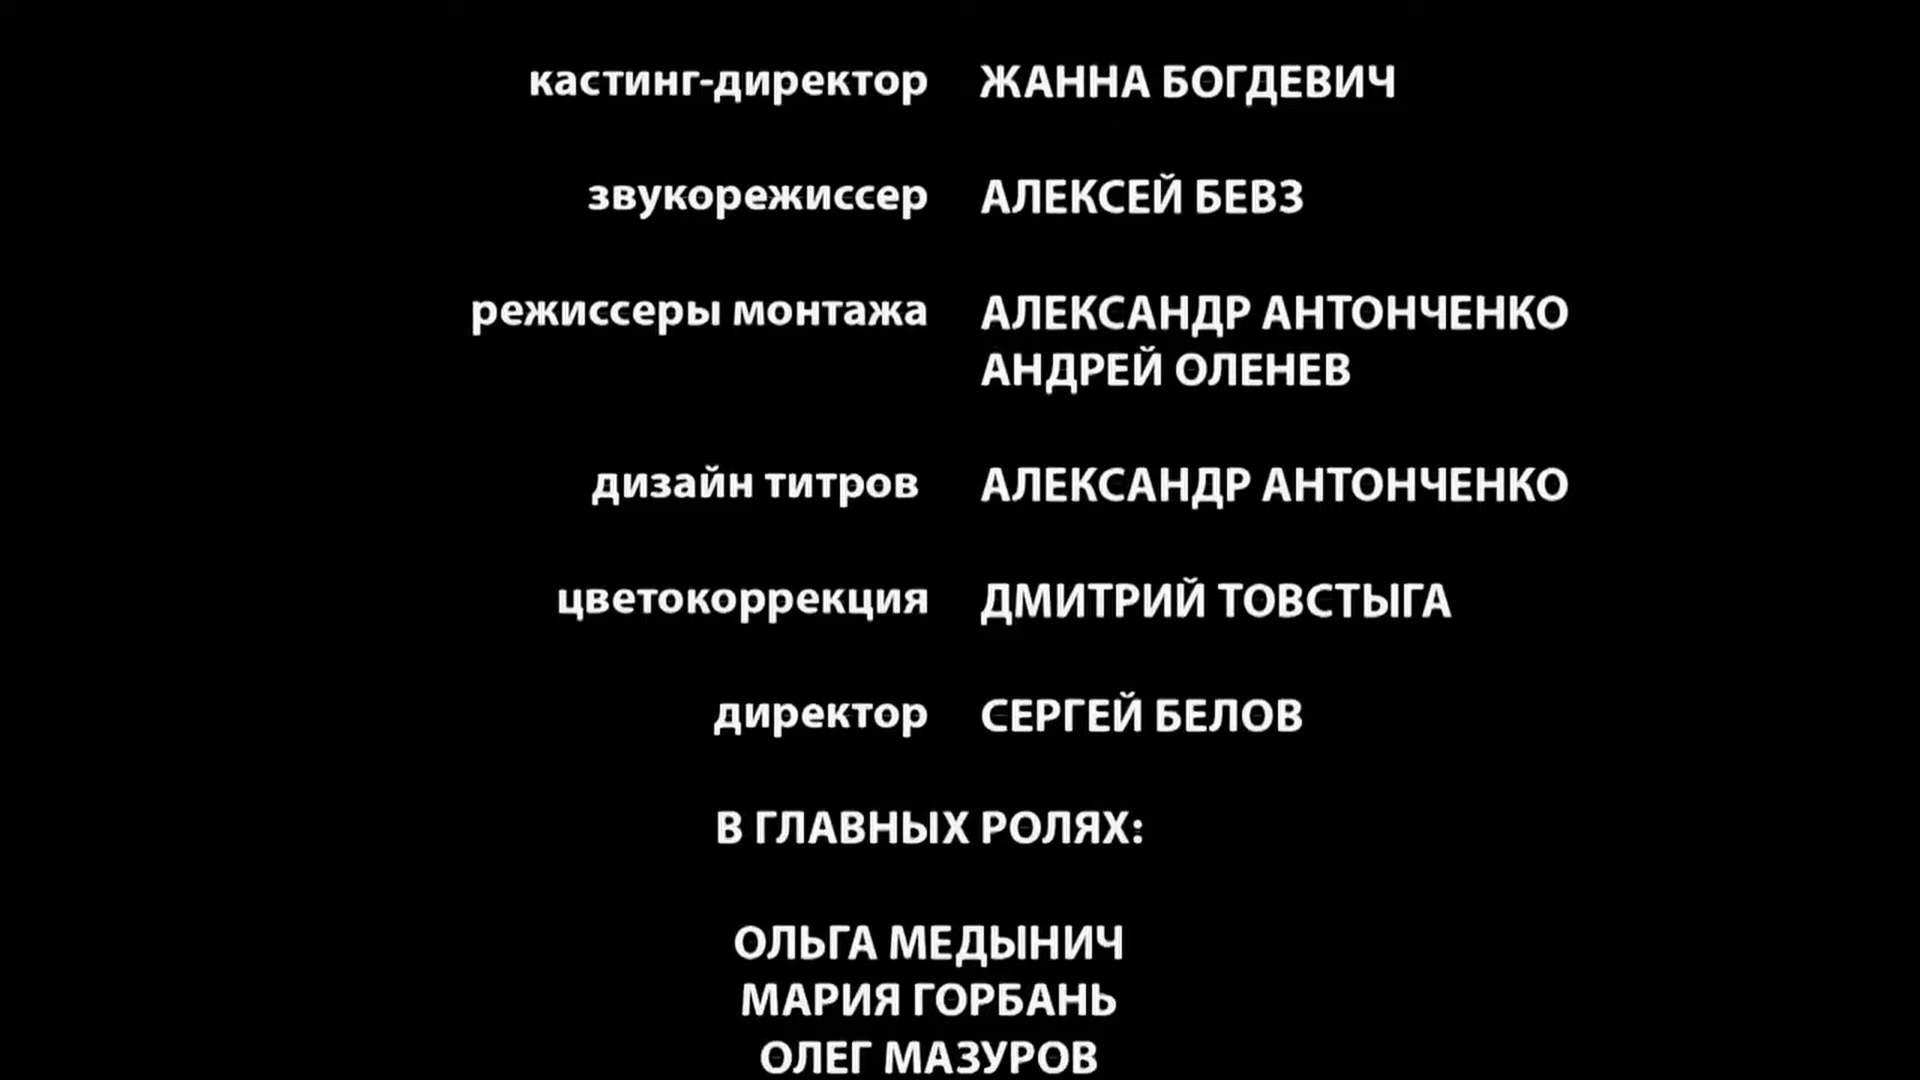 кастинг-директор ЖАННА БОГДЕВИЧ
звукорежиссер АЛЕКСЕЙ БЕВЗ
режиссеры монтажа АЛЕКСАНДР АНТОНЧЕНКО
АНДРЕЙ ОЛЕНЕВ
дизайн титров АЛЕКСАНДР АНТОНЧЕНКО
цветокоррекция ДМИТРИЙ ТОВСТЫГА
директор СЕРГЕЙ БЕЛОВ
В ГЛАВНЫХ РОЛЯХ:
ОЛЬГА МЕДЫНИЧ
МАРИЯ ГОРБАНЬ
ОЛЕГ МАЗУРОВ